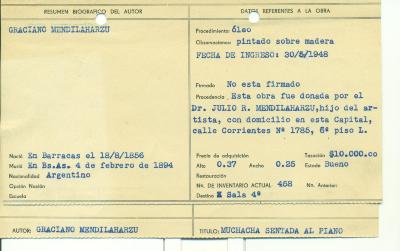 RESUMEN BIOGRAFICO DEL AUTOR
DATOS REFERENTES A LA OBRA
GRACIANO MENDILAHARZU
Procedimiento: óleo
Observaciones: pintado sobre madera
FECHA DE INGRESO: 30/5/1948
Firmado No esta firmado
Procedencia Esta obra fue donada por el
Dr. JULIO R. MENDILAHARZU, hijo del ar-
tista, con domicilio en esta Capital,
calle Corrientes Nº 1785, 6º piso L.
Nació En Barracas el 18/8/1856
Murió En Bs.As. 4 de febrero de 1894
Nacionalidad Argentino
Opción Nación
Escuela
Precio de adquisición Tasación $10.000.oo
Alto 0.37 Ancho 0.25 Estado Bueno
Restauración
No. DE INVENTARIO ACTUAL 458 No. Anterior:
Destino Sala 4ª
AUTOR: GRACIANO MENDILAHARZU
TITULO: MUCHACHA SENTADA AL PIANO